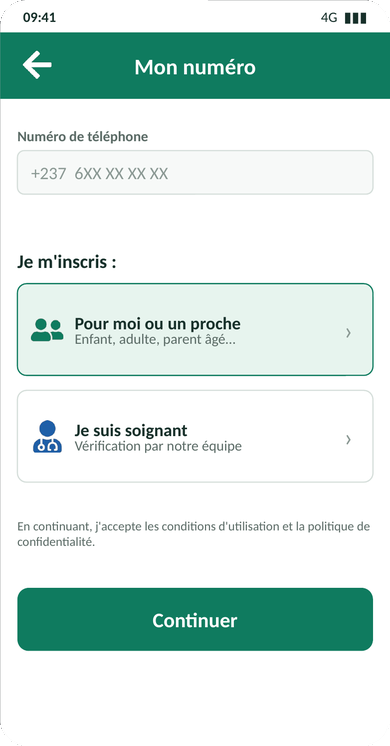 09:41 4G
Mon numéro
Numéro de téléphone
+237 6XX XX XX XX
Je m'inscris :
Pour moi ou un proche
Enfant, adulte, parent âgé...
Je suis soignant
Vérification par notre équipe
En continuant, j'accepte les conditions d'utilisation et la politique de
confidentialité.
Continuer